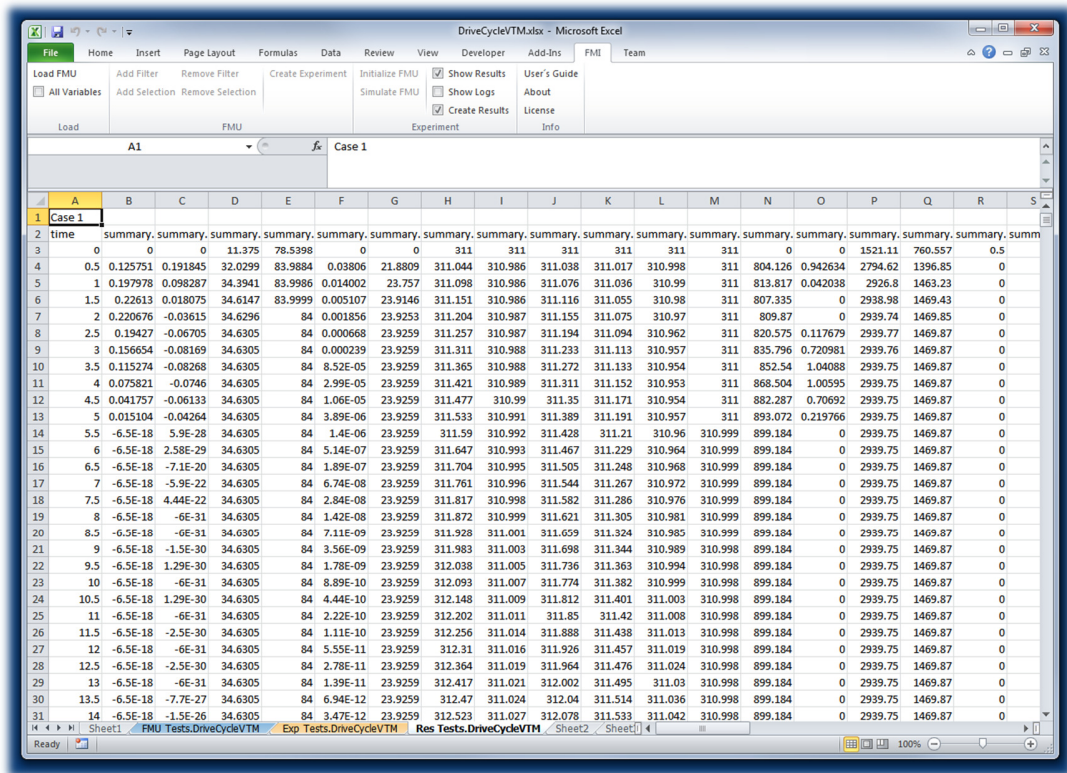 DriveCycleVTM.xlsx - Microsoft Excel
File Home Insert Page Layout Formulas Data Review View Developer Add-Ins FMI Team
Load FMU Add Filter Remove Filter Create Experiment Initialize FMU Show Results User's Guide
All Variables Add Selection Remove Selection Simulate FMU Show Logs About
Create Results License
Load FMU Experiment Info
A1 fx Case 1
A B C D E F G H I J K L M N O P Q R S
1 Case 1
2 time summary. summary. summary. summary. summary. summary. summary. summary. summary. summary. summary. summary. summary. summary. summary. summary. summary. summ
3 0 0 0 11.375 78.5398 0 0 311 311 311 311 311 311 0 0 1521.11 760.557 0.5
4 0.5 0.125751 0.191845 32.0299 83.9884 0.03806 21.8809 311.044 310.986 311.038 311.017 310.998 311 804.126 0.942634 2794.62 1396.85 0
5 1 0.197978 0.098287 34.3941 83.9986 0.014002 23.757 311.098 310.986 311.076 311.036 310.99 311 813.817 0.042038 2926.8 1463.23 0
6 1.5 0.22613 0.018075 34.6147 83.9999 0.005107 23.9146 311.151 310.986 311.116 311.055 310.98 311 807.335 0 2938.98 1469.43 0
7 2 0.220676 -0.03615 34.6296 84 0.001856 23.9253 311.204 310.987 311.155 311.075 310.97 311 809.87 0 2939.74 1469.85 0
8 2.5 0.19427 -0.06705 34.6305 84 0.000668 23.9259 311.257 310.987 311.194 311.094 310.962 311 820.575 0.117679 2939.77 1469.87 0
9 3 0.156654 -0.08169 34.6305 84 0.000239 23.9259 311.311 310.988 311.233 311.113 310.957 311 835.796 0.720981 2939.76 1469.87 0
10 3.5 0.115274 -0.08268 34.6305 84 8.52E-05 23.9259 311.365 310.988 311.272 311.133 310.954 311 852.54 1.04088 2939.75 1469.87 0
11 4 0.075821 -0.0746 34.6305 84 2.99E-05 23.9259 311.421 310.989 311.311 311.152 310.953 311 868.504 1.00595 2939.75 1469.87 0
12 4.5 0.041757 -0.06133 34.6305 84 1.06E-05 23.9259 311.477 310.99 311.35 311.171 310.954 311 882.287 0.70692 2939.75 1469.87 0
13 5 0.015104 -0.04264 34.6305 84 3.89E-06 23.9259 311.533 310.991 311.389 311.191 310.957 311 893.072 0.219766 2939.75 1469.87 0
14 5.5 -6.5E-18 5.9E-28 34.6305 84 1.4E-06 23.9259 311.59 310.992 311.428 311.21 310.96 310.999 899.184 0 2939.75 1469.87 0
15 6 -6.5E-18 2.58E-29 34.6305 84 5.14E-07 23.9259 311.647 310.993 311.467 311.229 310.964 310.999 899.184 0 2939.75 1469.87 0
16 6.5 -6.5E-18 -7.1E-20 34.6305 84 1.89E-07 23.9259 311.704 310.995 311.505 311.248 310.968 310.999 899.184 0 2939.75 1469.87 0
17 7 -6.5E-18 -5.9E-22 34.6305 84 6.74E-08 23.9259 311.761 310.996 311.544 311.267 310.972 310.999 899.184 0 2939.75 1469.87 0
18 7.5 -6.5E-18 4.44E-22 34.6305 84 2.84E-08 23.9259 311.817 310.998 311.582 311.286 310.976 310.999 899.184 0 2939.75 1469.87 0
19 8 -6.5E-18 -6E-31 34.6305 84 1.42E-08 23.9259 311.872 310.999 311.621 311.305 310.981 310.999 899.184 0 2939.75 1469.87 0
20 8.5 -6.5E-18 -6E-31 34.6305 84 7.11E-09 23.9259 311.928 311.001 311.659 311.324 310.985 310.999 899.184 0 2939.75 1469.87 0
21 9 -6.5E-18 -1.5E-30 34.6305 84 3.56E-09 23.9259 311.983 311.003 311.698 311.344 310.989 310.998 899.184 0 2939.75 1469.87 0
22 9.5 -6.5E-18 1.29E-30 34.6305 84 1.78E-09 23.9259 312.038 311.005 311.736 311.363 310.994 310.998 899.184 0 2939.75 1469.87 0
23 10 -6.5E-18 -6E-31 34.6305 84 8.89E-10 23.9259 312.093 311.007 311.774 311.382 310.999 310.998 899.184 0 2939.75 1469.87 0
24 10.5 -6.5E-18 1.29E-30 34.6305 84 4.44E-10 23.9259 312.148 311.009 311.812 311.401 311.003 310.998 899.184 0 2939.75 1469.87 0
25 11 -6.5E-18 -6E-31 34.6305 84 2.22E-10 23.9259 312.202 311.011 311.85 311.42 311.008 310.998 899.184 0 2939.75 1469.87 0
26 11.5 -6.5E-18 -2.5E-30 34.6305 84 1.11E-10 23.9259 312.256 311.014 311.888 311.438 311.013 310.998 899.184 0 2939.75 1469.87 0
27 12 -6.5E-18 -6E-31 34.6305 84 5.55E-11 23.9259 312.31 311.016 311.926 311.457 311.019 310.998 899.184 0 2939.75 1469.87 0
28 12.5 -6.5E-18 -2.5E-30 34.6305 84 2.78E-11 23.9259 312.364 311.019 311.964 311.476 311.024 310.998 899.184 0 2939.75 1469.87 0
29 13 -6.5E-18 -6E-31 34.6305 84 1.39E-11 23.9259 312.417 311.021 312.002 311.495 311.03 310.998 899.184 0 2939.75 1469.87 0
30 13.5 -6.5E-18 -7.7E-27 34.6305 84 6.94E-12 23.9259 312.47 311.024 312.04 311.514 311.036 310.998 899.184 0 2939.75 1469.87 0
31 14 -6.5E-18 -1.5E-26 34.6305 84 3.47E-12 23.9259 312.523 311.027 312.078 311.533 311.042 310.998 899.184 0 2939.75 1469.87 0
Sheet1 FMU Tests.DriveCycleVTM Exp Tests.DriveCycleVTM Res Tests.DriveCycleVTM Sheet2 Sheet
Ready 100%